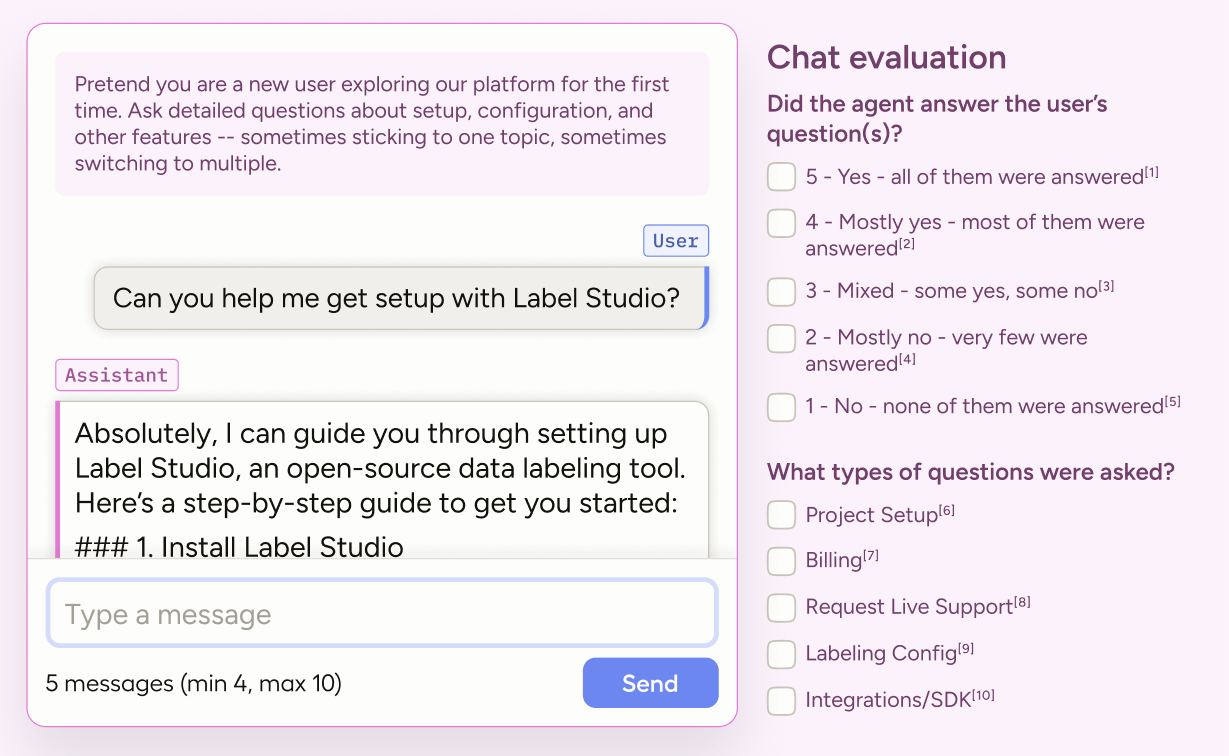 Pretend you are a new user exploring our platform for the first
time. Ask detailed questions about setup, configuration, and
other features -- sometimes sticking to one topic, sometimes
switching to multiple.
User
Can you help me get setup with Label Studio?
Assistant
Absolutely, I can guide you through setting up
Label Studio, an open-source data labeling tool.
Here's a step-by-step guide to get you started:
### 1. Install Label Studio
Type a message
5 messages (min 4, max 10)
Send
Chat evaluation
Did the agent answer the user's
question(s)?
5 - Yes - all of them were answered[1]
4 - Mostly yes - most of them were
answered[2]
3 - Mixed - some yes, some no[3]
2 - Mostly no - very few were
answered[4]
1 - No - none of them were answered[5]
What types of questions were asked?
Project Setup[6]
Billing[7]
Request Live Support[8]
Labeling Config[9]
Integrations/SDK[10]